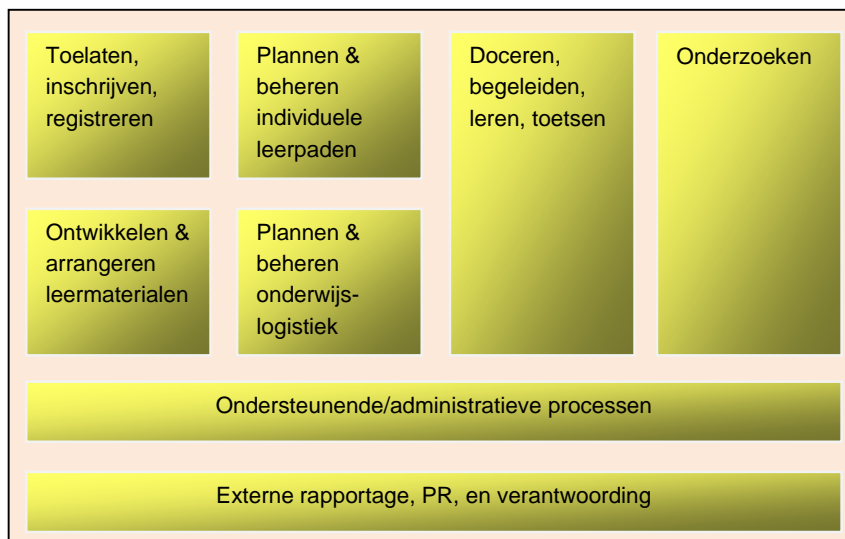 Toelaten,
inschrijven,
registreren
Plannen &
beheren
individuele
leerpaden
Doceren,
begeleiden,
leren, toetsen
Onderzoeken
Ontwikkelen &
arrangeren
leermaterialen
Plannen &
beheren
onderwijs-
logistiek
Ondersteunende/administratieve processen
Externe rapportage, PR, en verantwoording